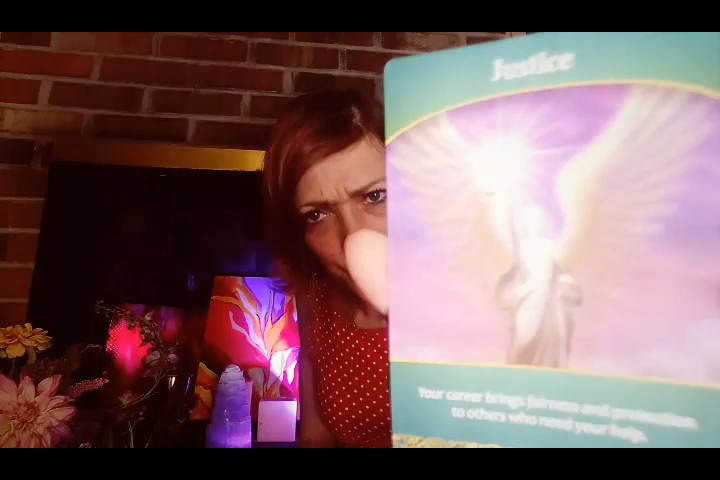 Justice
Your career brings fairness and protection
to others who need your help.